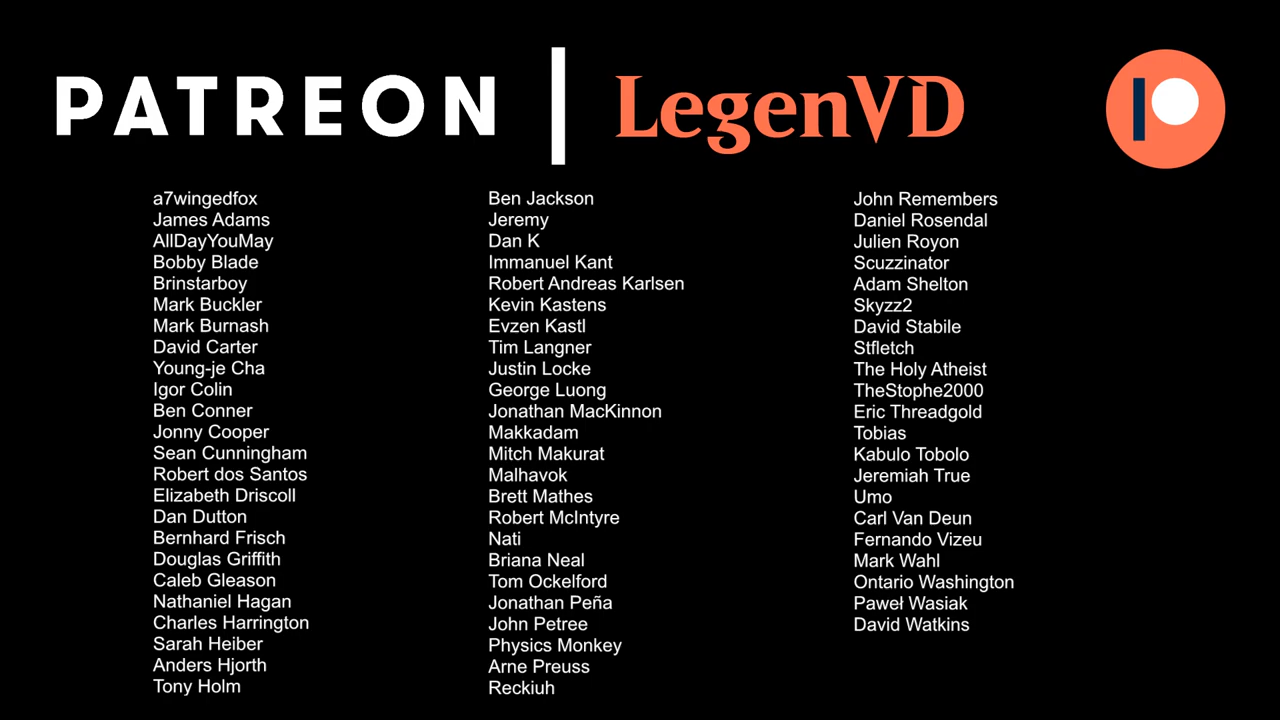 PATREON | LegenVD
a7wingedfox
James Adams
AllDayYouMay
Bobby Blade
Brinstarboy
Mark Buckler
Mark Burnash
David Carter
Young-je Cha
Igor Colin
Ben Conner
Jonny Cooper
Sean Cunningham
Robert dos Santos
Elizabeth Driscoll
Dan Dutton
Bernhard Frisch
Douglas Griffith
Caleb Gleason
Nathaniel Hagan
Charles Harrington
Sarah Heiber
Anders Hjorth
Tony Holm
Ben Jackson
Jeremy
Dan K
Immanuel Kant
Robert Andreas Karlsen
Kevin Kastens
Evzen Kastl
Tim Langner
Justin Locke
George Luong
Jonathan MacKinnon
Makkadam
Mitch Makurat
Malhavok
Brett Mathes
Robert McIntyre
Nati
Briana Neal
Tom Ockelford
Jonathan Peña
John Petree
Physics Monkey
Arne Preuss
Reckiuh
John Remembers
Daniel Rosendal
Julien Royon
Scuzzinator
Adam Shelton
Skyzz2
David Stabile
Stfletch
The Holy Atheist
TheStophe2000
Eric Threadgold
Tobias
Kabulo Tobolo
Jeremiah True
Umo
Carl Van Deun
Fernando Vizeu
Mark Wahl
Ontario Washington
Paweł Wasiak
David Watkins